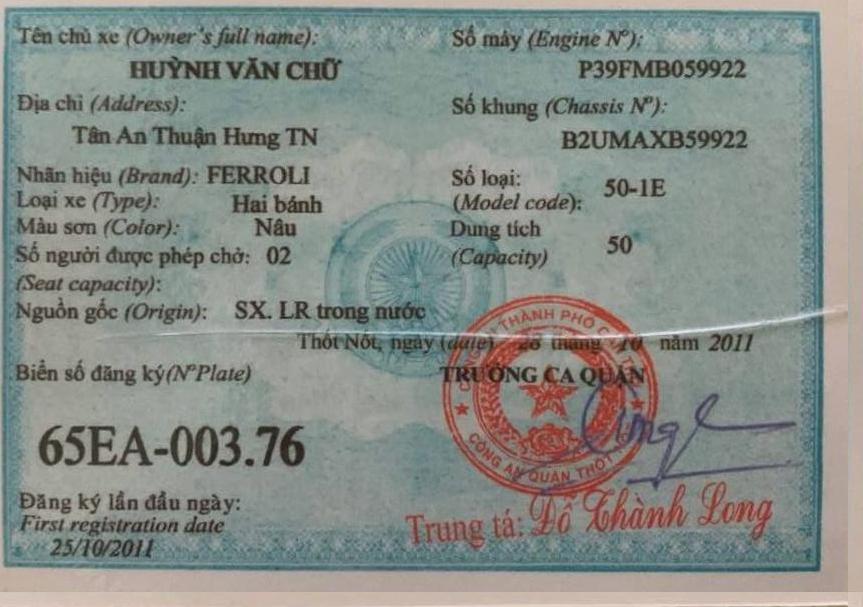 Tên chủ xe (Owner's full name):
HUỲNH VĂN CHỮ
Địa chỉ (Address):
Tân An Thuận Hưng TN
Nhãn hiệu (Brand): FERROLI
Loại xe (Type): Hai bánh
Màu sơn (Color): Nâu
Số người được phép chở: 02
(Seat capacity):
Nguồn gốc (Origin): SX. LR trong nước
Số máy (Engine Nº):
P39FMB059922
Số khung (Chassis Nº):
B2UMAXB59922
Số loại: 50-1E
(Model code):
Dung tích 50
(Capacity)
Thốt Nốt, ngày (date) tháng 10 năm 2011
TRƯỞNG CA QUẬN
Biển số đăng ký(NºPlate)
65EA-003.76
Đăng ký lần đầu ngày:
First registration date
25/10/2011
THÀNH PHỐ CẦN
CÔNG AN QUẬN THỐT
Trung tá: Đỗ Thành Long